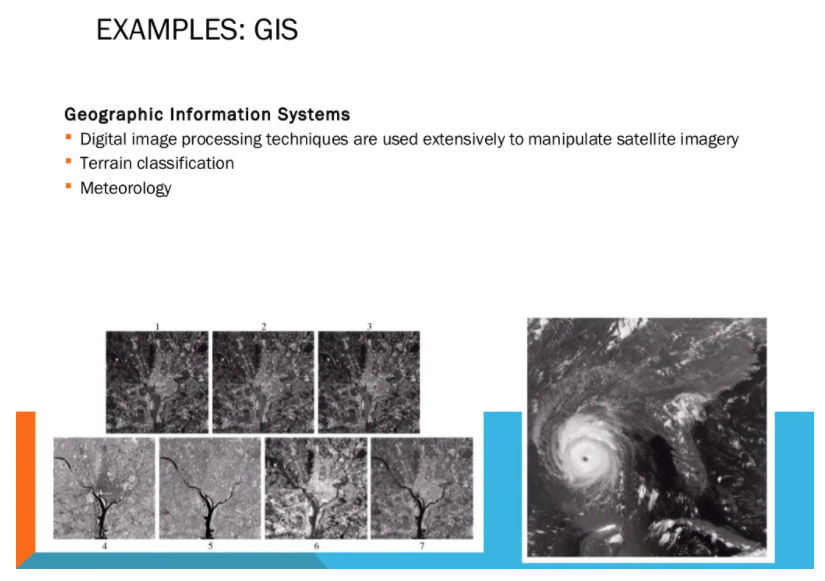 EXAMPLES: GIS
Geographic Information Systems
Digital image processing techniques are used extensively to manipulate satellite imagery
Terrain classification
Meteorology
1 2 3
4 5 6 7